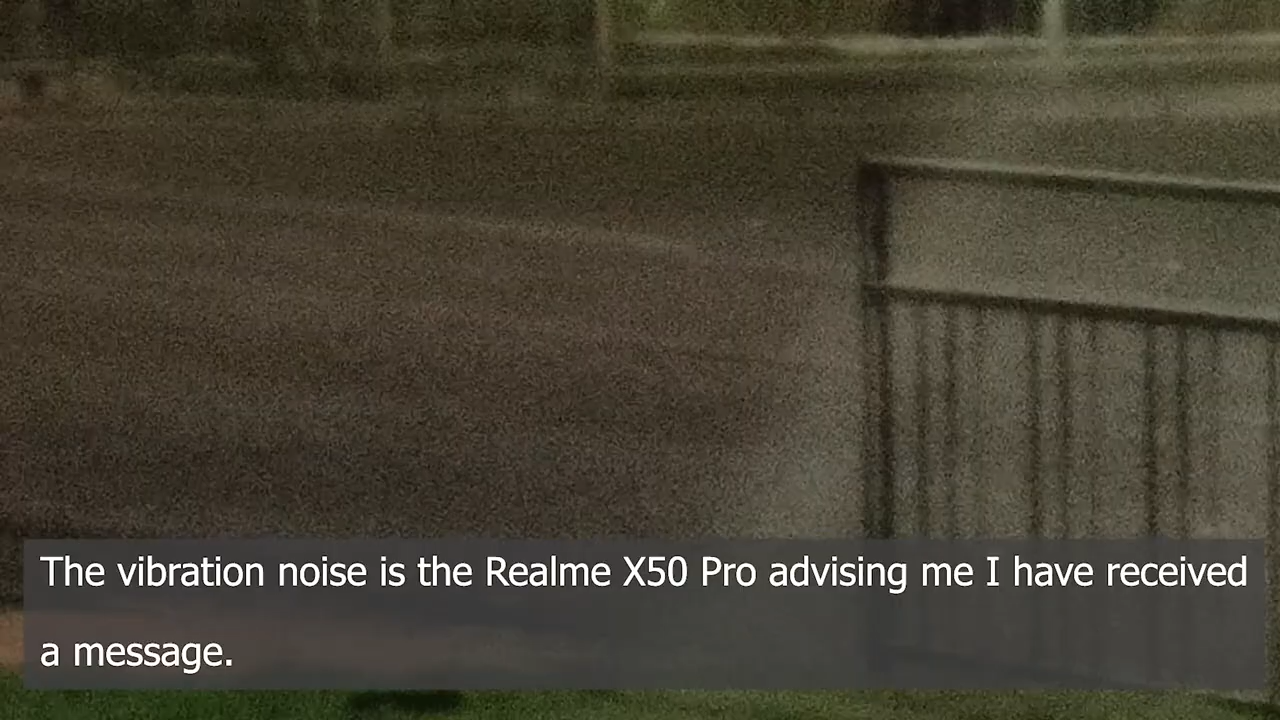 The vibration noise is the Realme X50 Pro advising me I have received
a message.